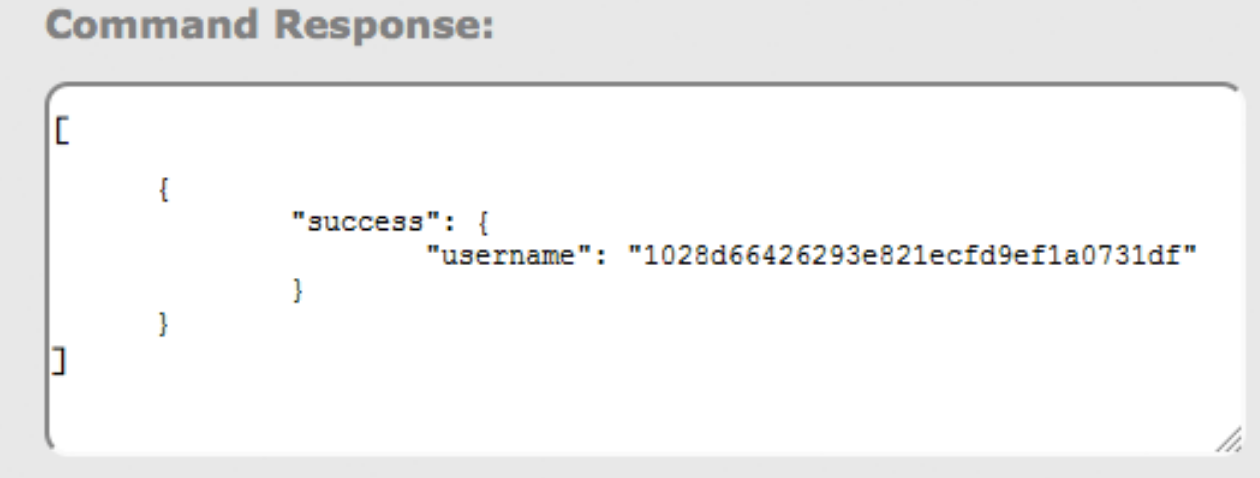 Command Response:
[
{
"success": {
"username": "1028d66426293e821ecfd9ef1a0731df"
}
}
]